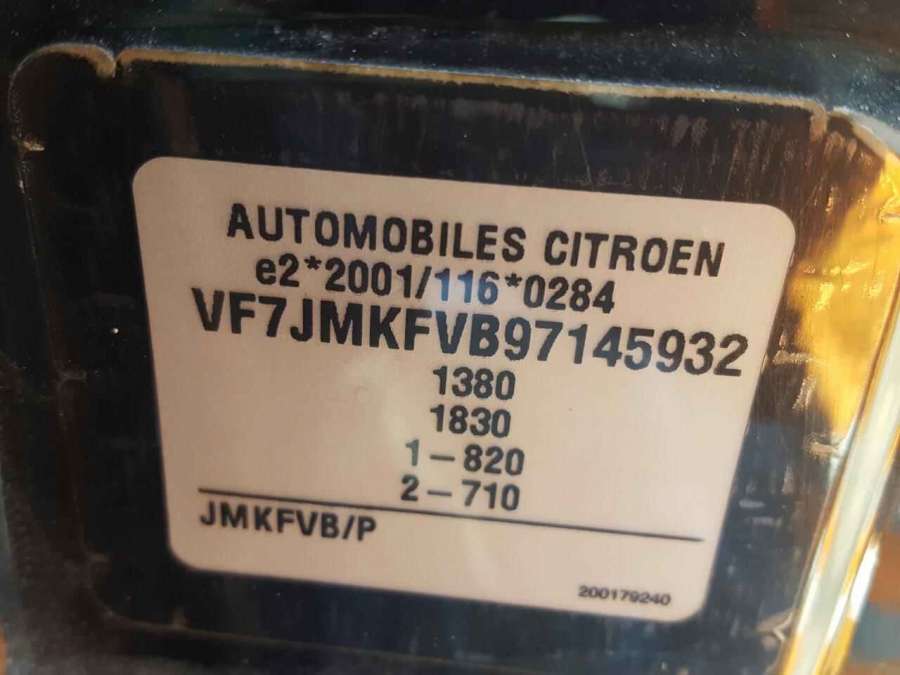 AUTOMOBILES CITROEN
e2*2001/116*0284
VF7JMKFVB97145932
1380
1830
1-820
2-710
JMKFVB/P
200179240